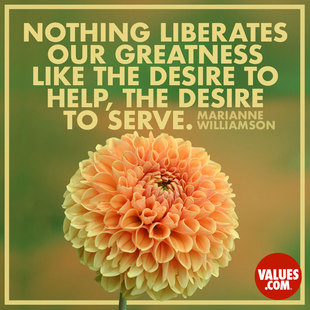 NOTHING LIBERATES
OUR GREATNESS
LIKE THE DESIRE TO
HELP, THE DESIRE
TO SERVE.
MARIANNE
WILLIAMSON
VALUES
.COM®